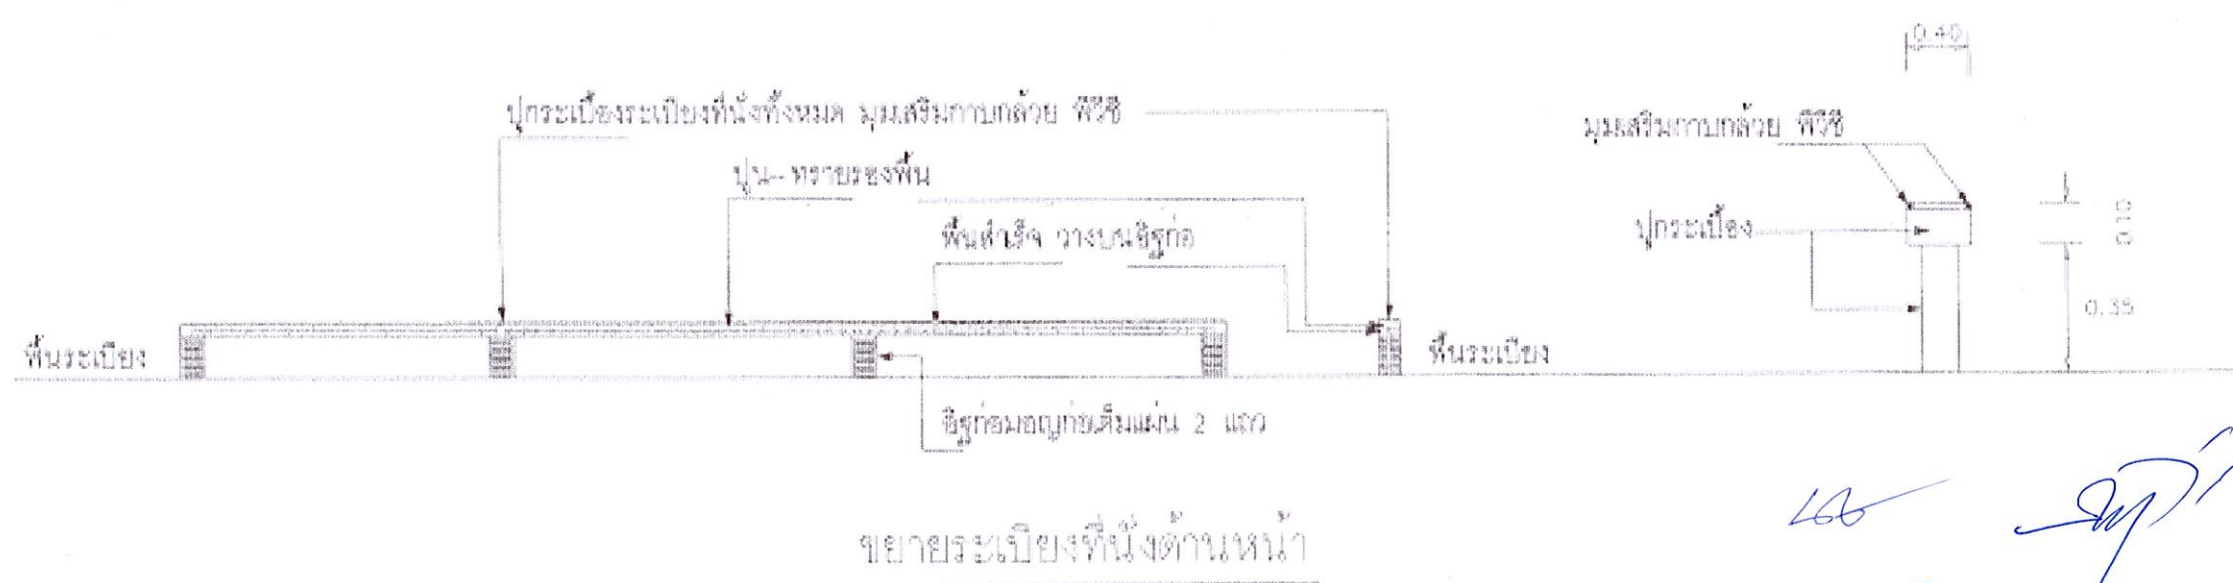 0.40
ปูกระเบื้องระเบียงที่นั่งทั้งหมด มุมเสริมกาบกล้วย พีวีซี
มุมเสริมกาบกล้วย พีวีซี
ปูน-ทรายรองพื้น
พื้นสำเร็จ วางบนอิฐก่อ
ปูกระเบื้อง
0.10
0.35
พื้นระเบียง
พื้นระเบียง
อิฐก่อมอญก่อเต็มแผ่น 2 แถว
ขยายระเบียงที่นั่งด้านหน้า